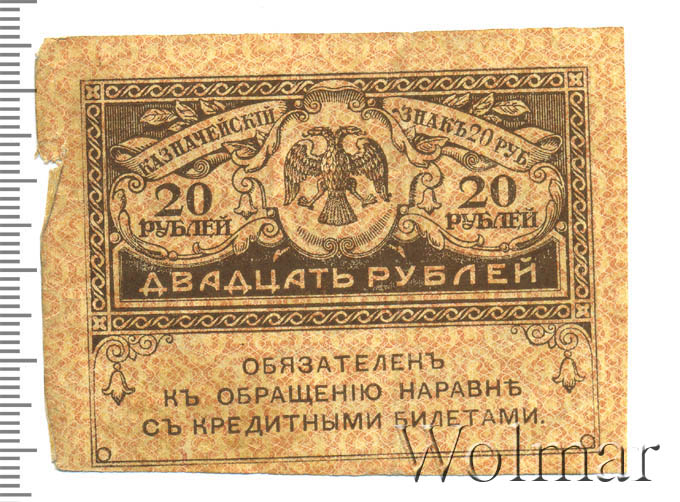 КАЗНАЧЕЙСКІЙ ЗНАКЪ 20 РУБ.
20 РУБЛЕЙ
20 РУБЛЕЙ
ДВАДЦАТЬ РУБЛЕЙ
ОБЯЗАТЕЛЕНЪ
КЪ ОБРАЩЕНІЮ НАРАВНѢ
СЪ КРЕДИТНЫМИ БИЛЕТАМИ.
Wolmar